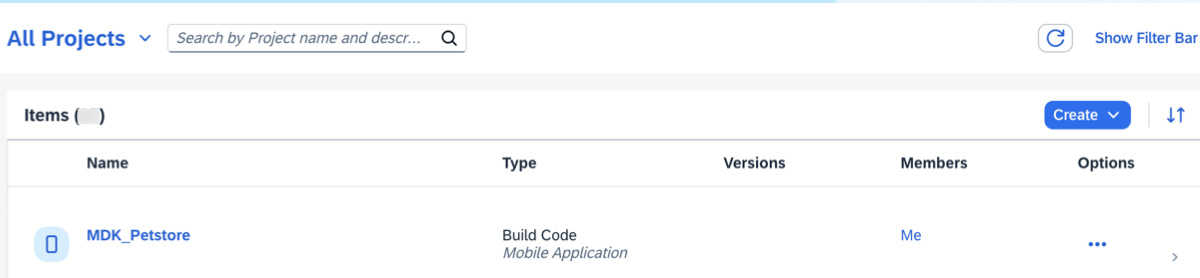 All Projects Search by Project name and descr... Show Filter Bar
Items ( ) Create
Name Type Versions Members Options
MDK_Petstore Build Code Me
Mobile Application